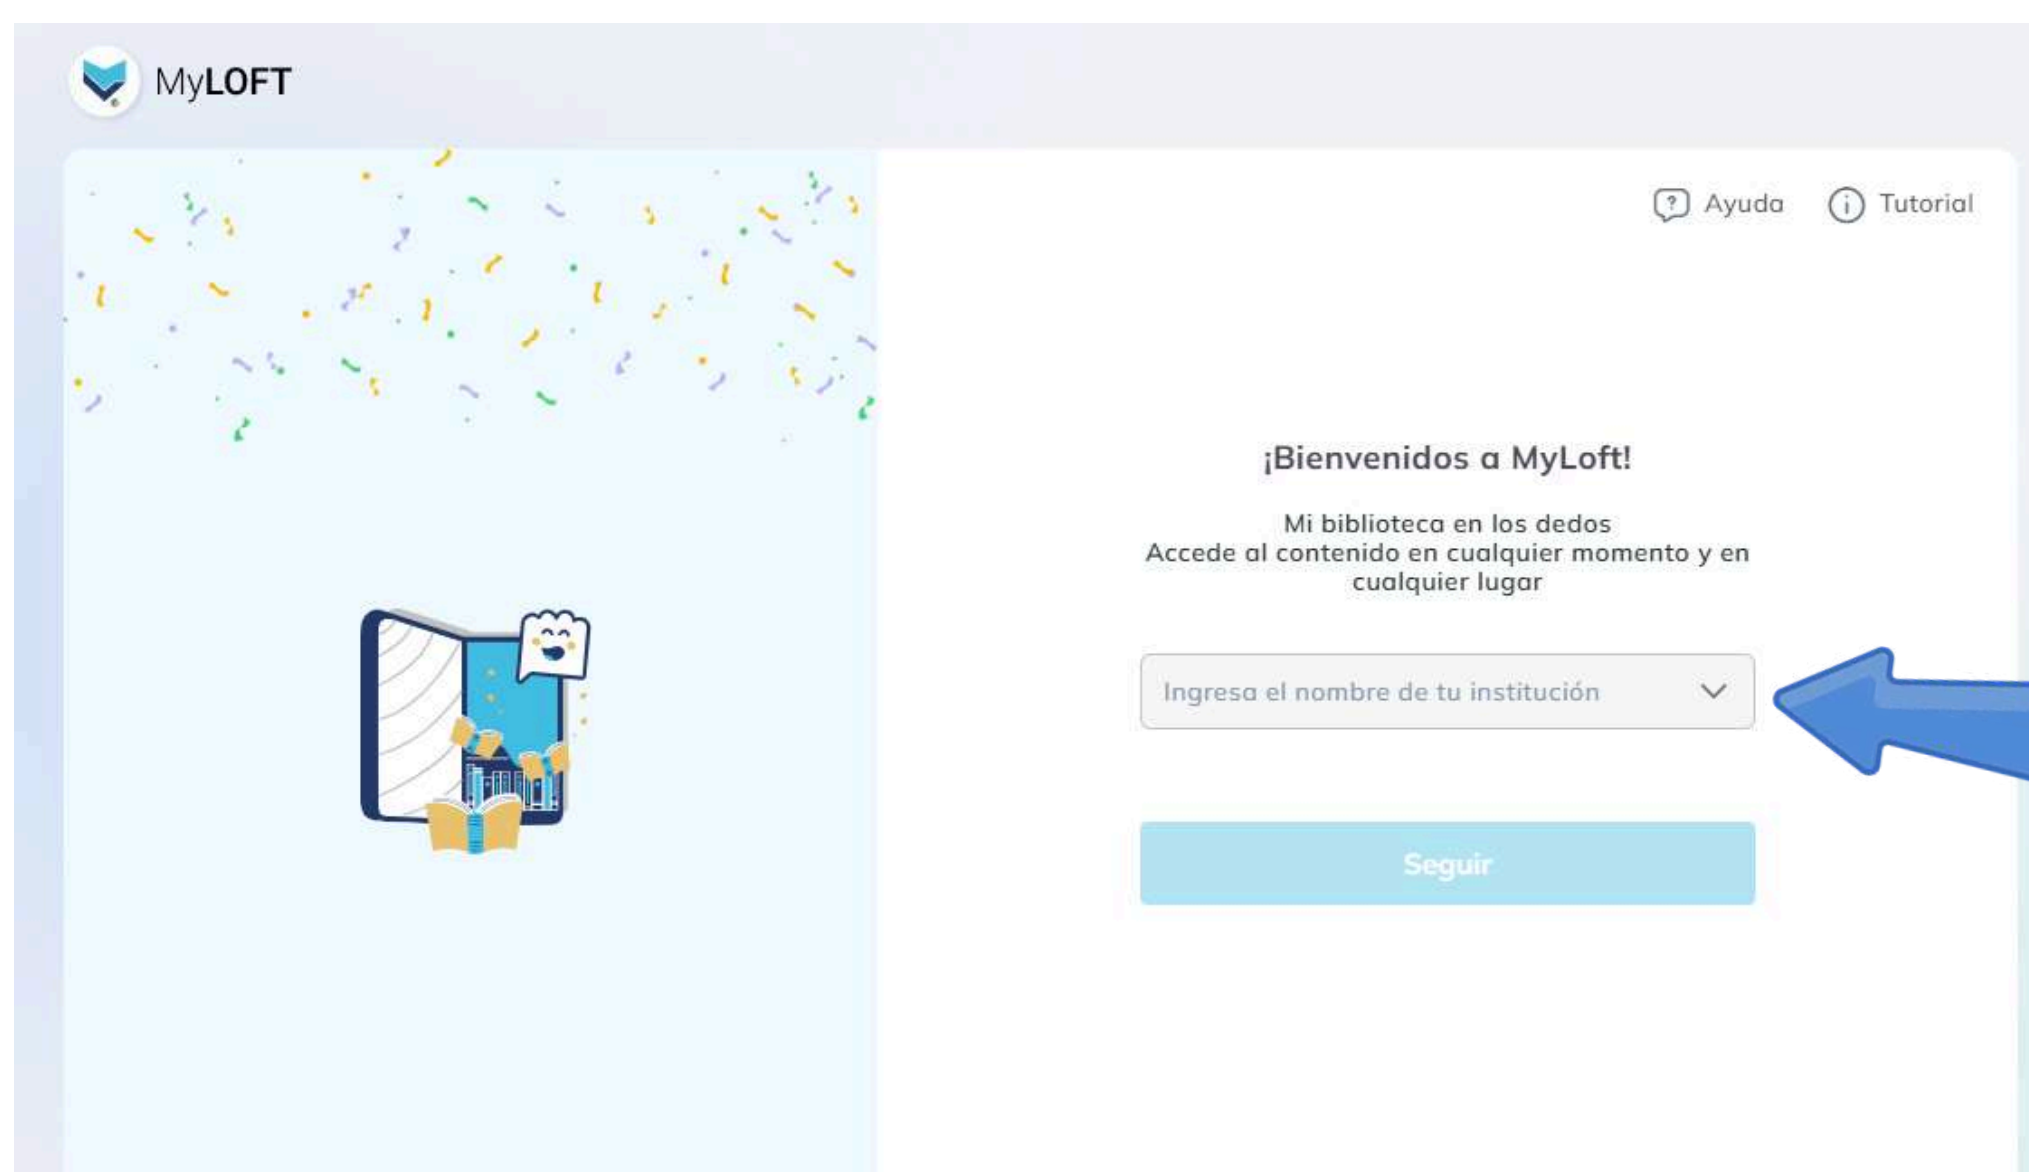 MyLOFT
Ayuda
Tutorial
¡Bienvenidos a MyLoft!
Mi biblioteca en los dedos
Accede al contenido en cualquier momento y en
cualquier lugar
Ingresa el nombre de tu institución
Seguir